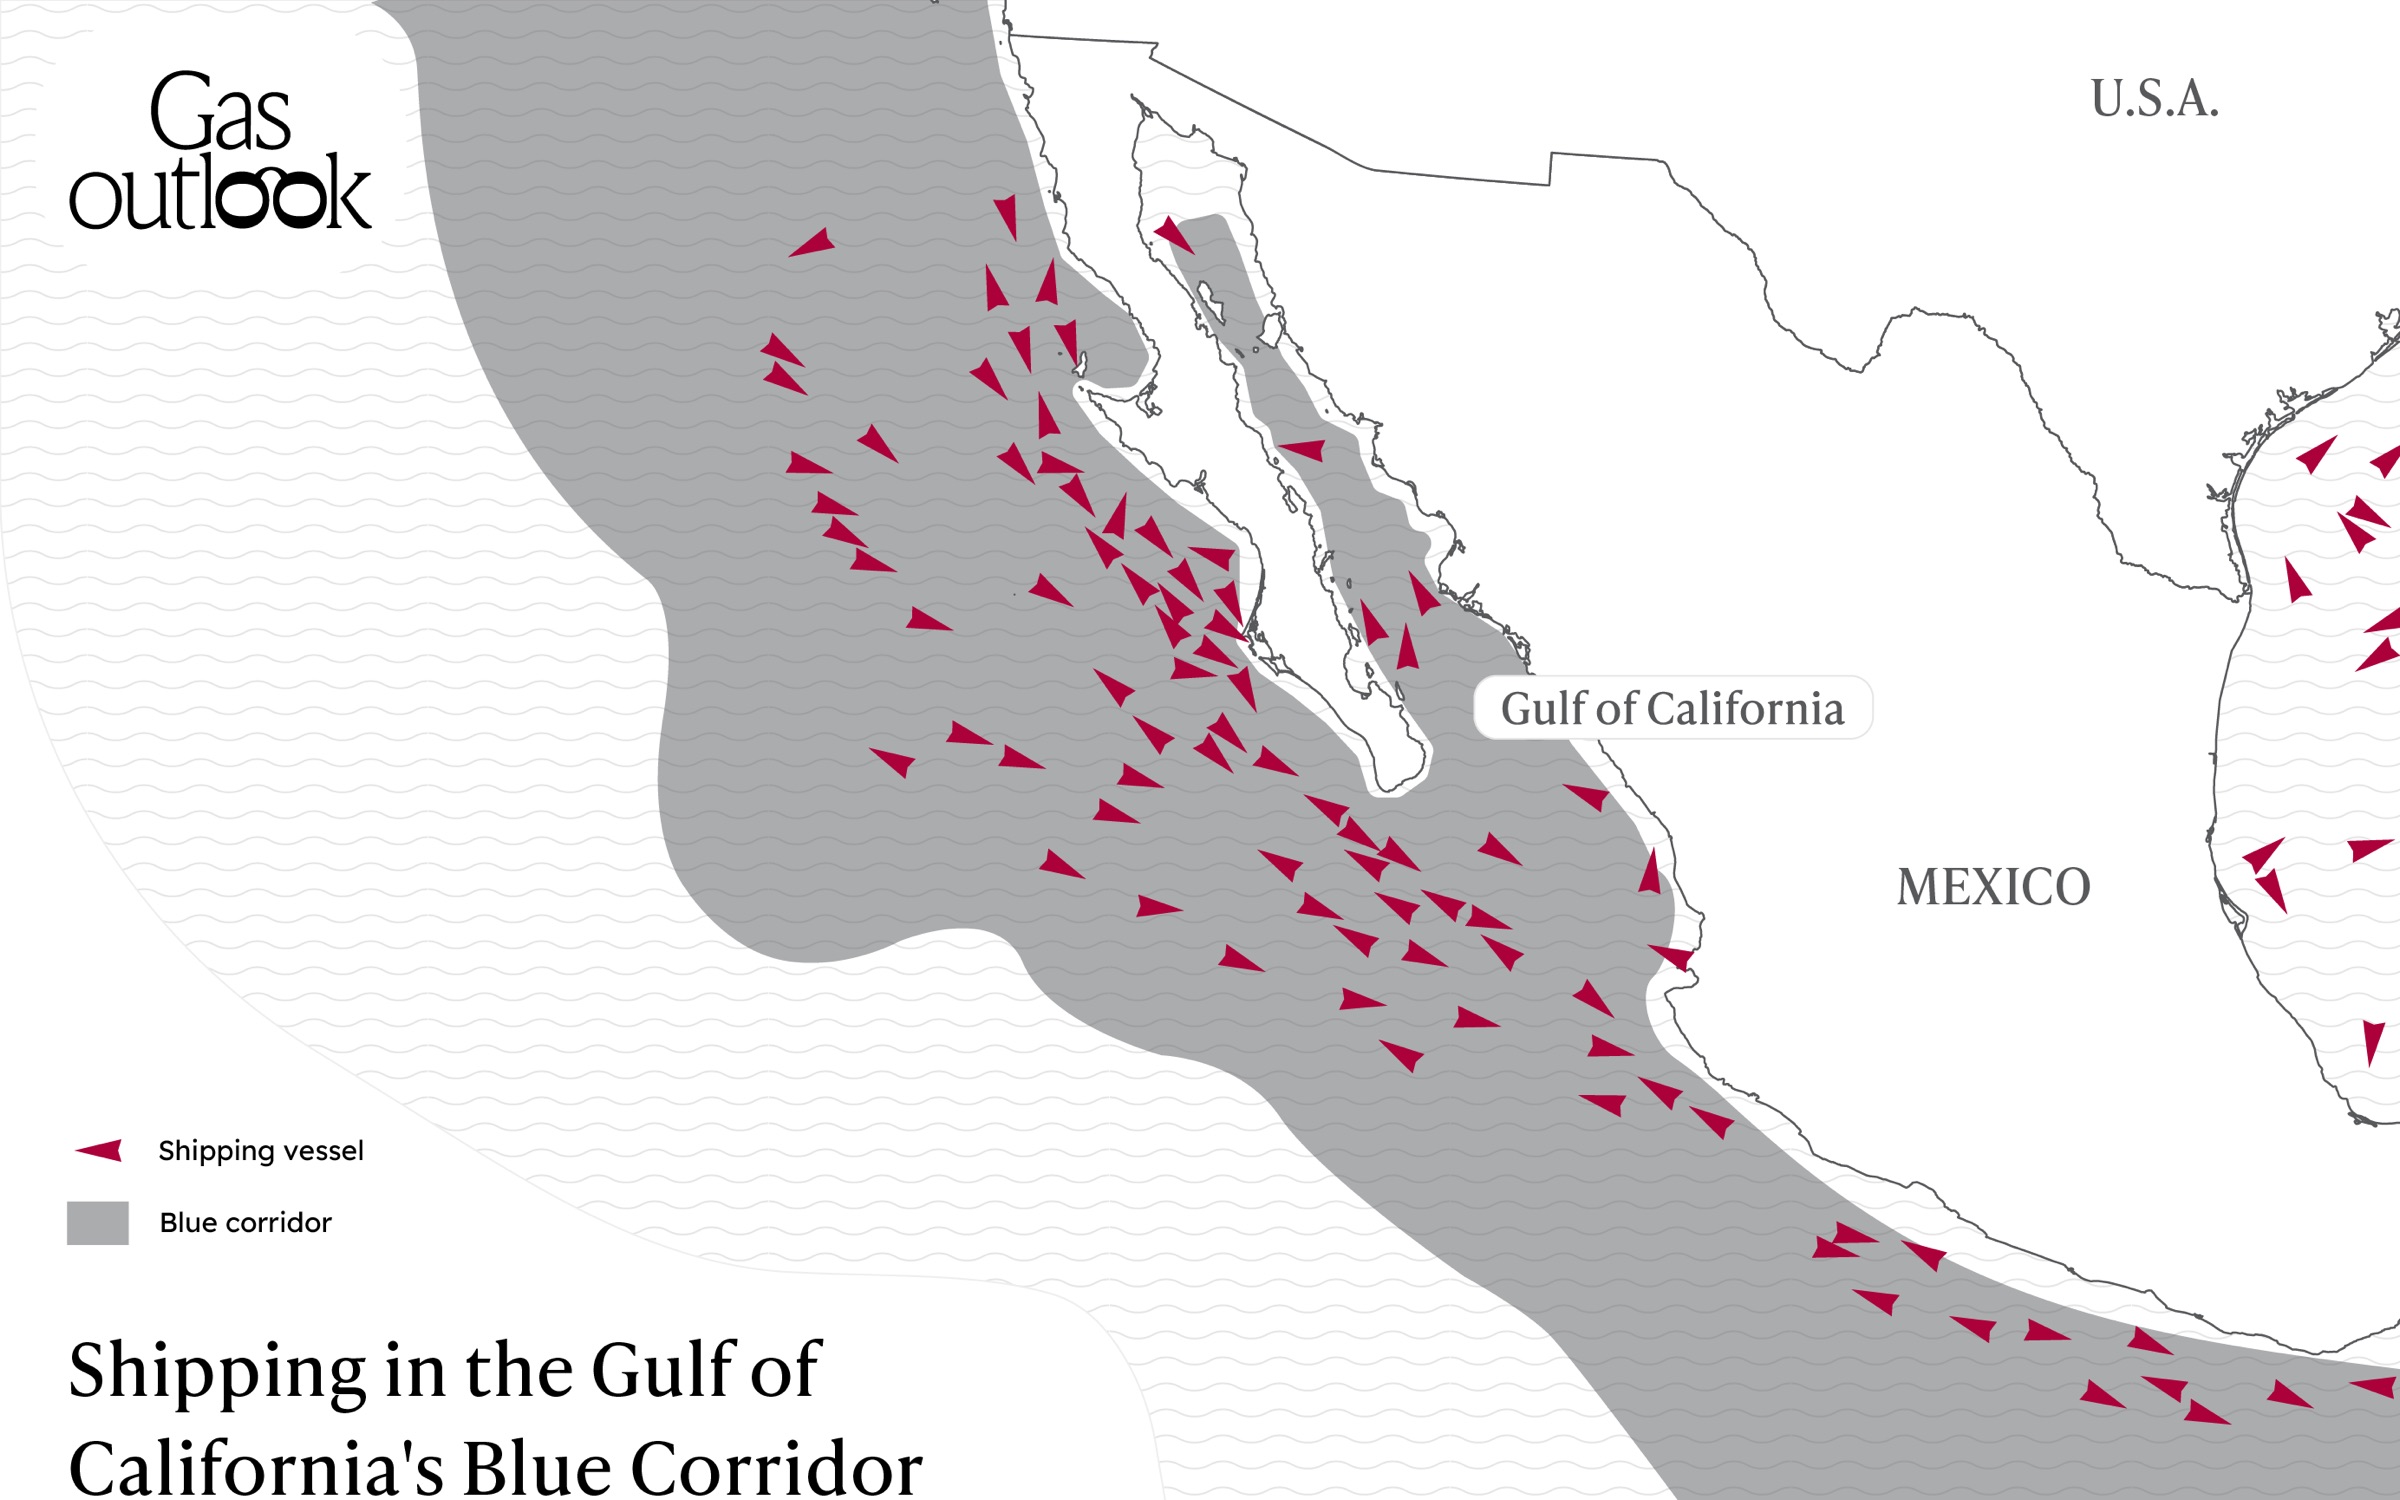 Gas
outlook
U.S.A.
Gulf of California
MEXICO
Shipping vessel
Blue corridor
Shipping in the Gulf of
California's Blue Corridor